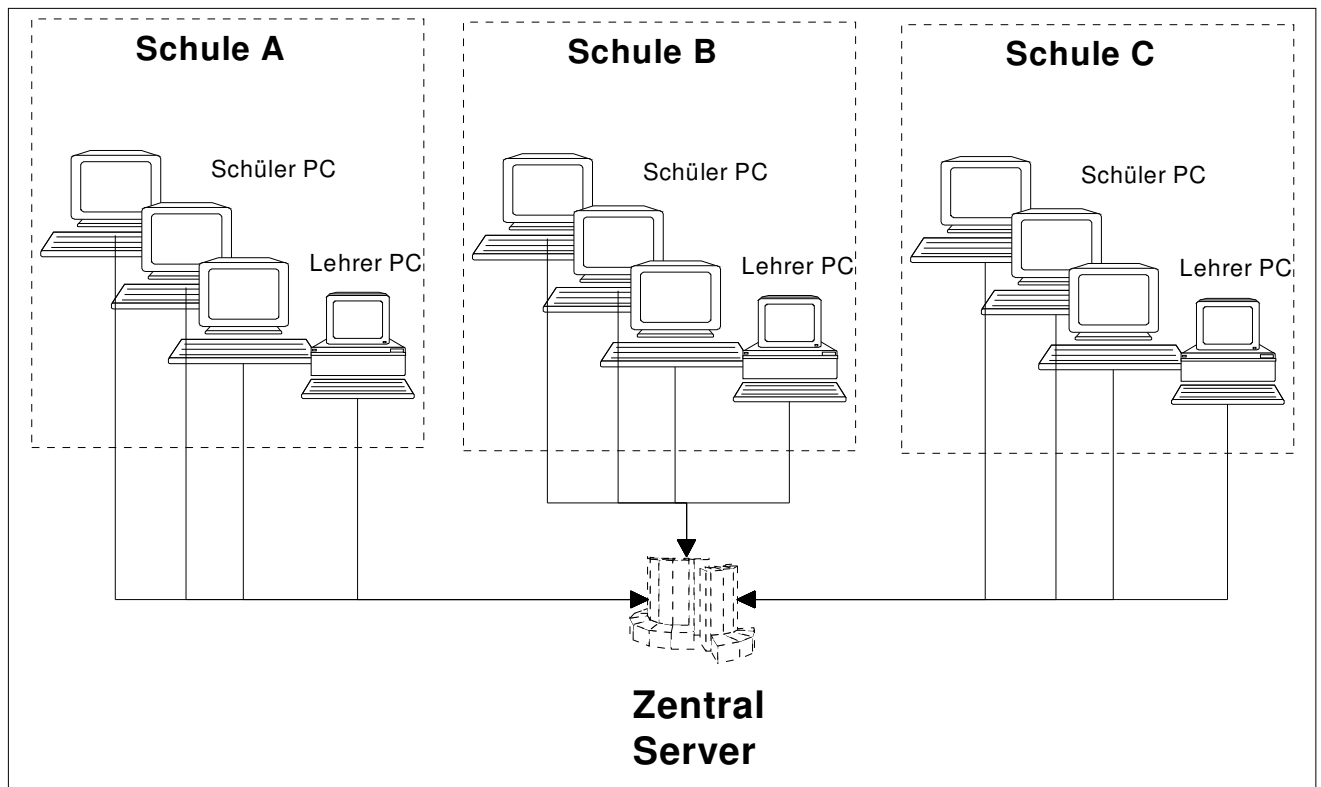 Schule A
Schüler PC
Lehrer PC
Schule B
Schüler PC
Lehrer PC
Schule C
Schüler PC
Lehrer PC
Zentral
Server